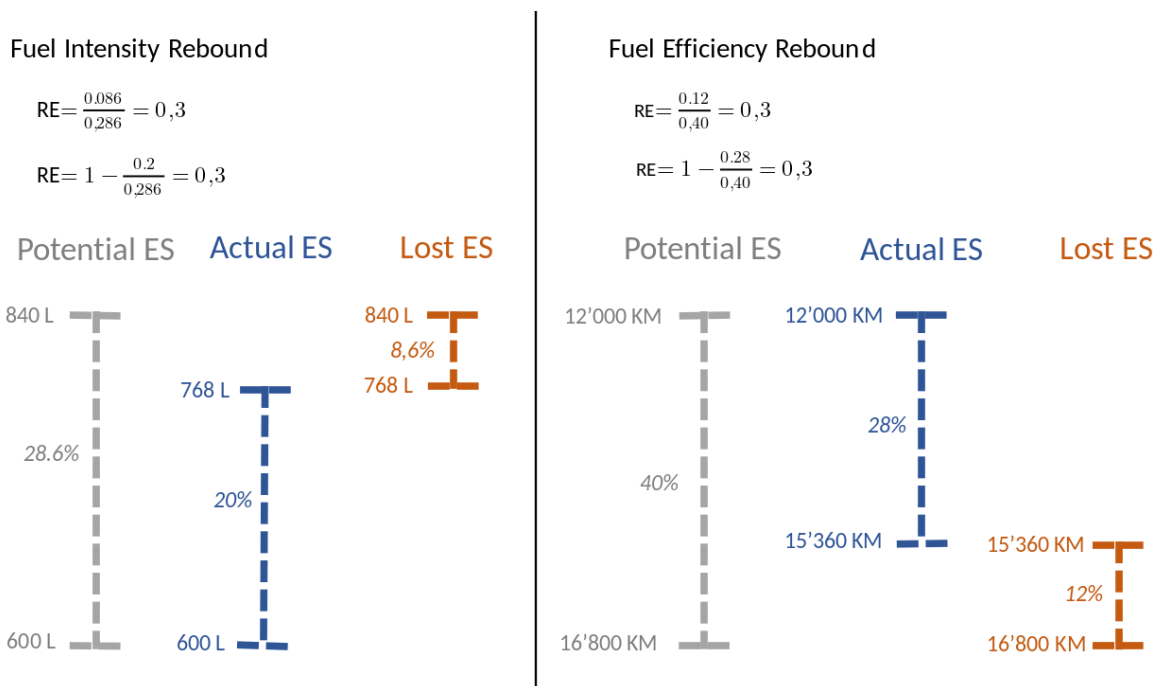 Fuel Intensity Rebound
RE= 0.086/0,286 = 0,3
RE= 1 − 0.2/0,286 = 0,3
Potential ES
Actual ES
Lost ES
840 L
840 L
8,6%
768 L
768 L
28.6%
20%
600 L
600 L
Fuel Efficiency Rebound
RE= 0.12/0,40 = 0,3
RE= 1 − 0.28/0,40 = 0,3
Potential ES
Actual ES
Lost ES
12’000 KM
12’000 KM
28%
40%
15’360 KM
15’360 KM
12%
16’800 KM
16’800 KM